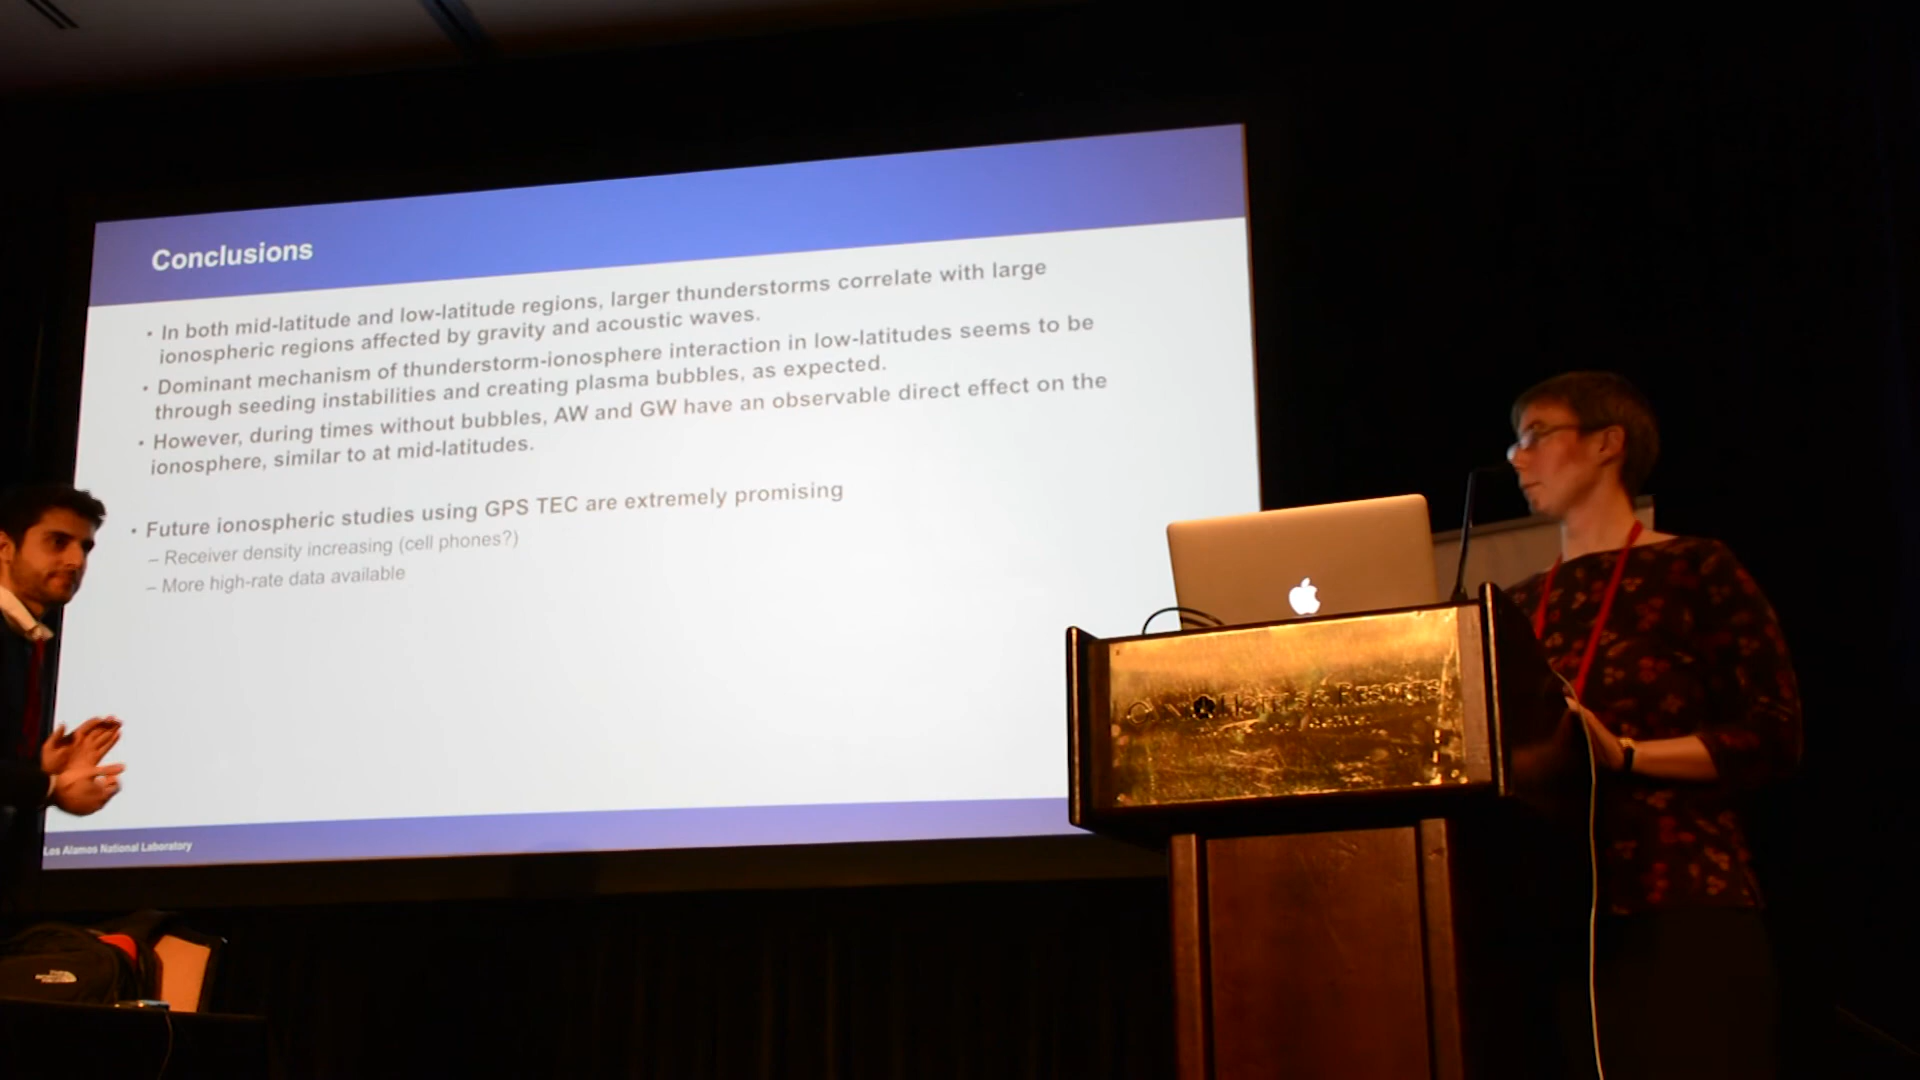 Conclusions
• In both mid-latitude and low-latitude regions, larger thunderstorms correlate with large
ionospheric regions affected by gravity and acoustic waves.
• Dominant mechanism of thunderstorm-ionosphere interaction in low-latitudes seems to be
through seeding instabilities and creating plasma bubbles, as expected.
• However, during times without bubbles, AW and GW have an observable direct effect on the
ionosphere, similar to at mid-latitudes.
• Future ionospheric studies using GPS TEC are extremely promising
– Receiver density increasing (cell phones?)
– More high-rate data available
Los Alamos National Laboratory
Omni Hotels & Resorts